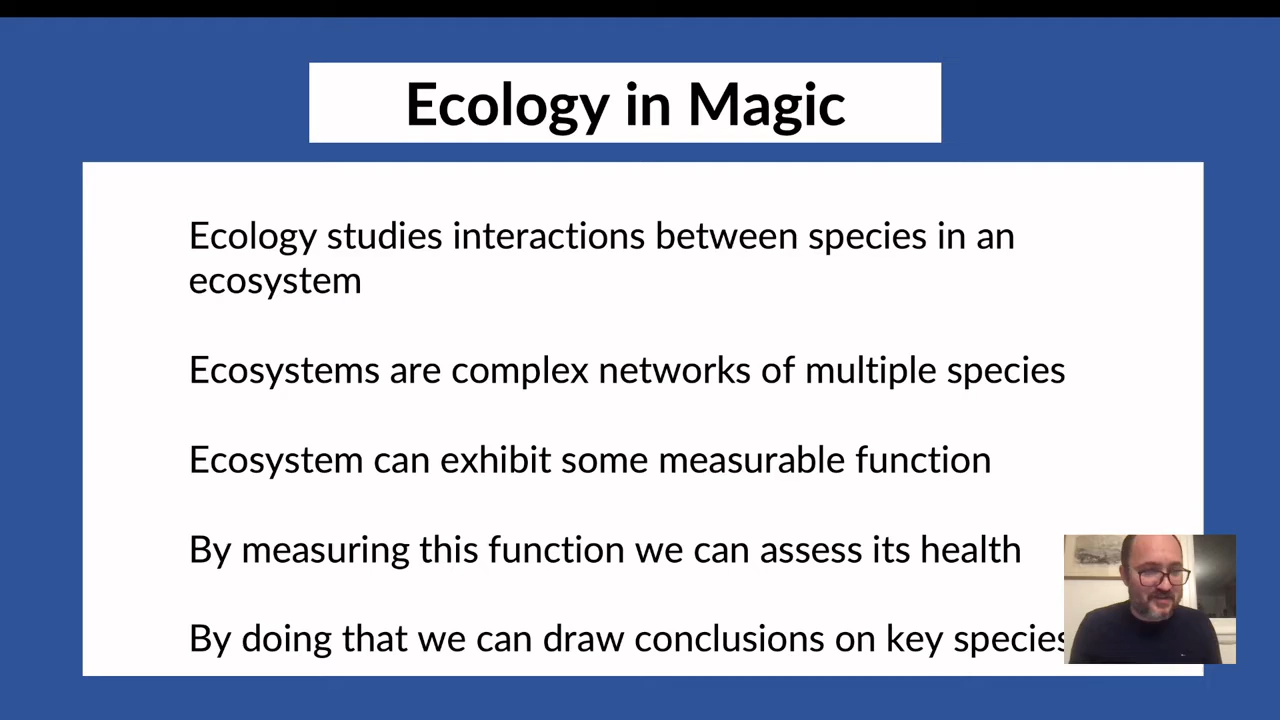 Ecology in Magic
Ecology studies interactions between species in an
ecosystem
Ecosystems are complex networks of multiple species
Ecosystem can exhibit some measurable function
By measuring this function we can assess its health
By doing that we can draw conclusions on key species